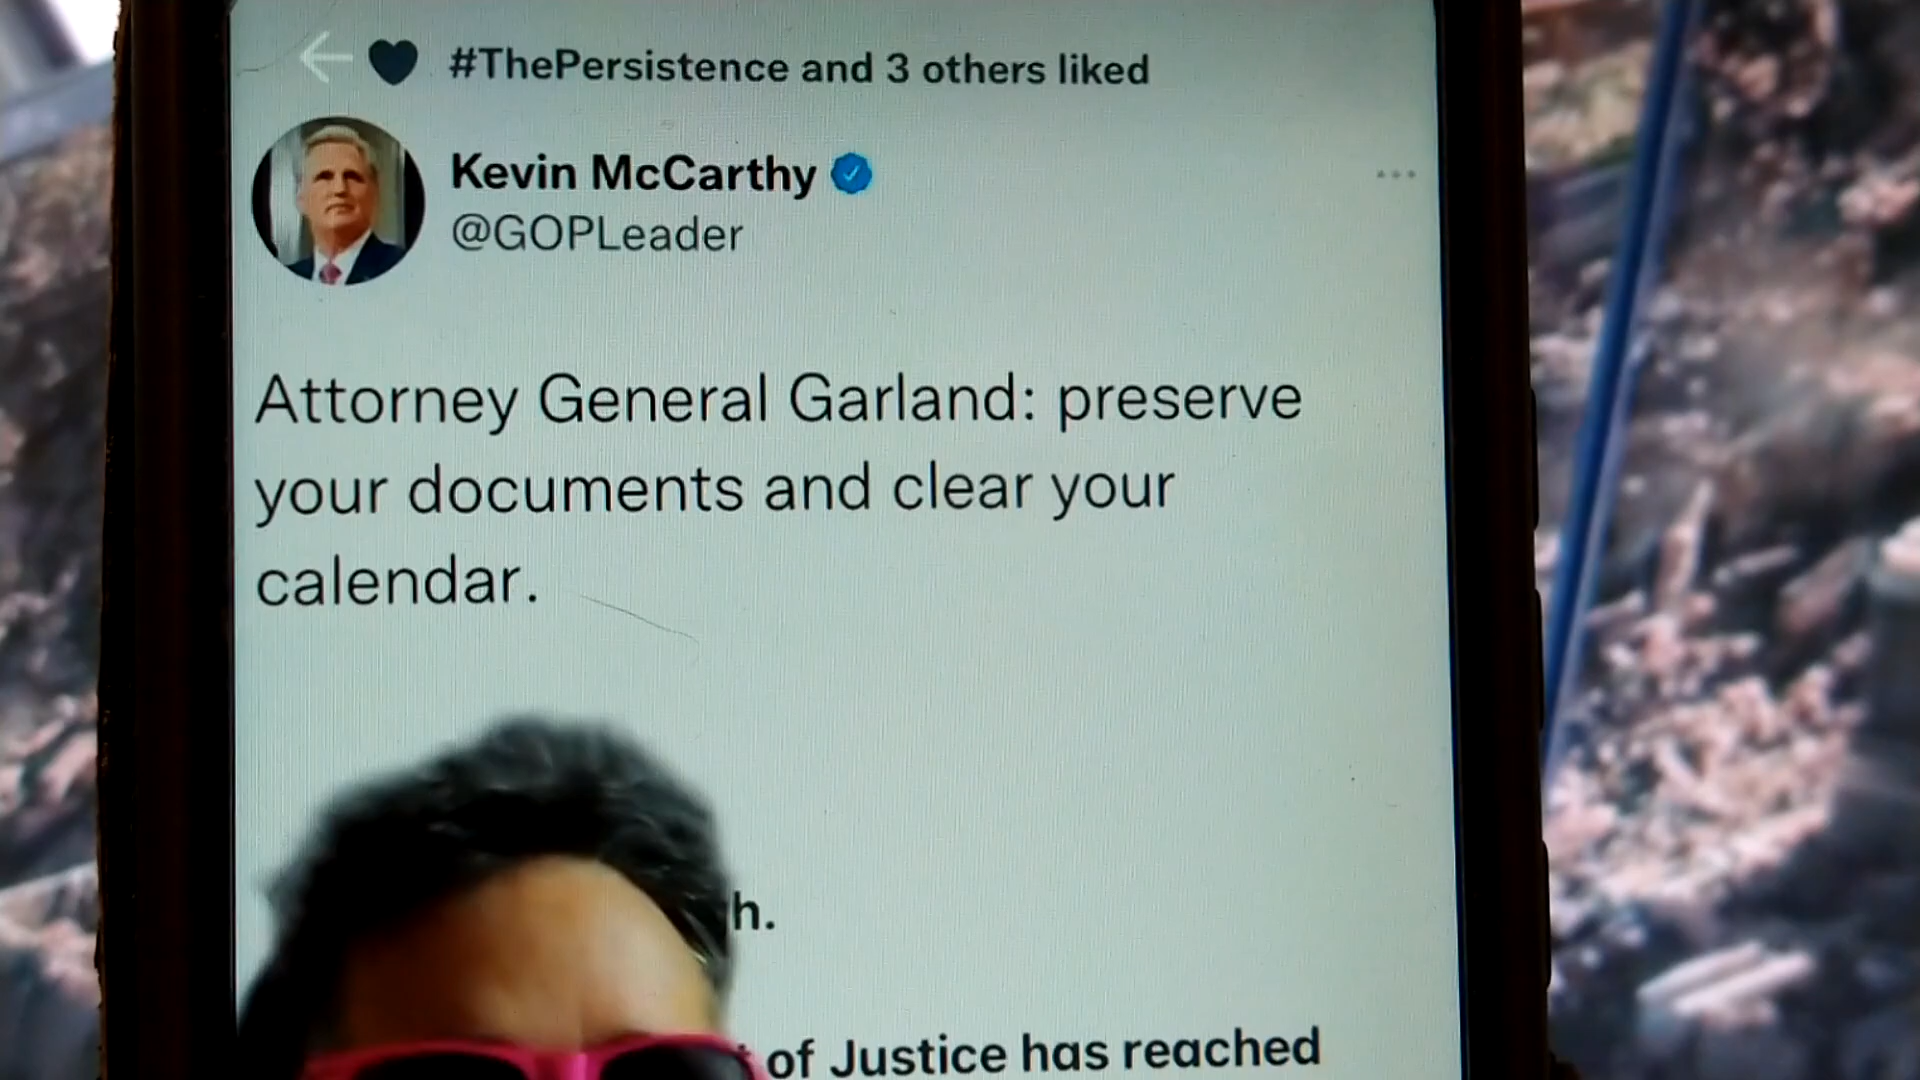 #ThePersistence and 3 others liked
Kevin McCarthy
@GOPLeader
Attorney General Garland: preserve
your documents and clear your
calendar.
h.
of Justice has reached